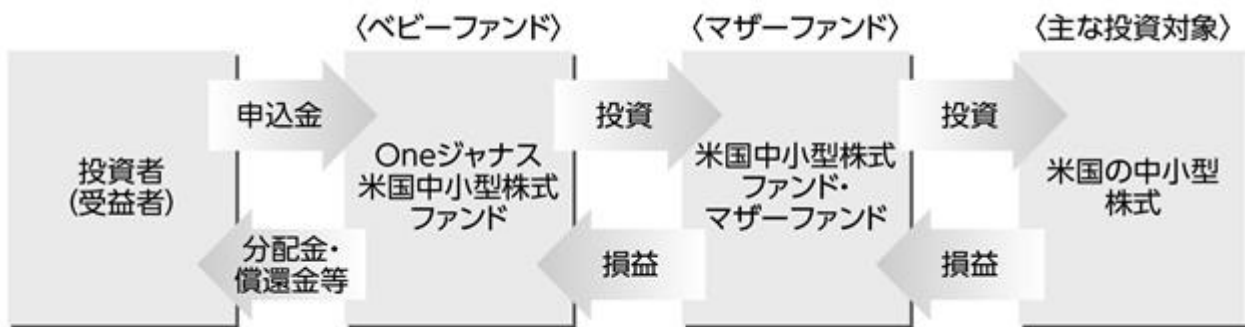 〈ベビーファンド〉
〈マザーファンド〉
〈主な投資対象〉
投資者
(受益者)
申込金
分配金・
償還金等
Oneジャナス
米国中小型株式
ファンド
投資
損益
米国中小型株式
ファンド・
マザーファンド
投資
損益
米国の中小型
株式